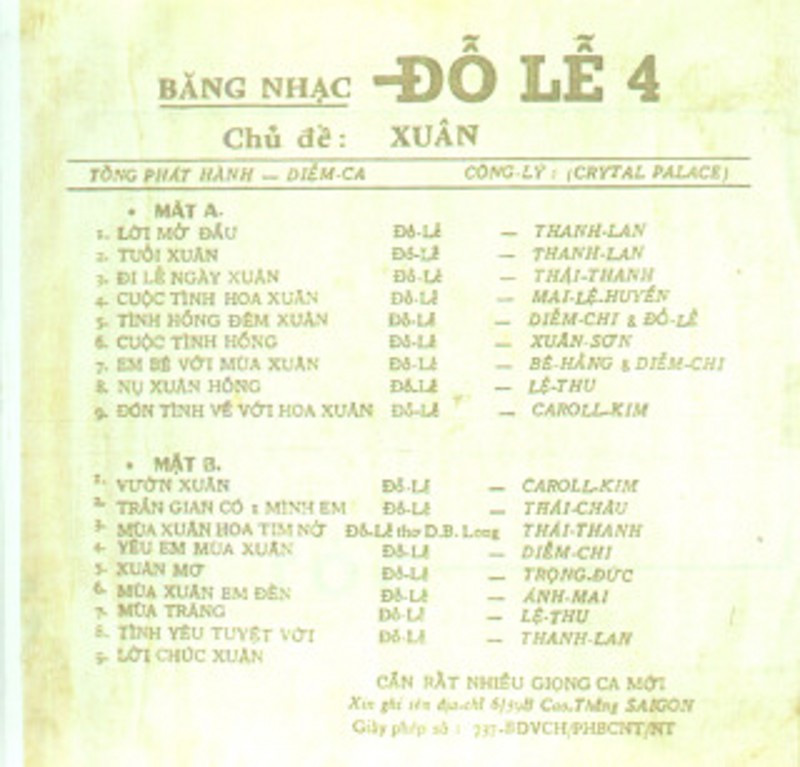 BĂNG NHẠC ĐỖ LỄ 4
Chủ đề: XUÂN
TỔNG PHÁT HÀNH — DIỄM-CA CÔNG-LÝ : (CRYTAL PALACE)
• MẶT A.
1. LỜI MỞ ĐẦU Đỗ-Lễ — THANH-LAN
2. TUỔI XUÂN Đỗ-Lễ — THANH-LAN
3. ĐI LỄ NGÀY XUÂN Đỗ-Lễ — THÁI-THANH
4. CUỘC TÌNH HOA XUÂN Đỗ-Lễ — MAI-LỆ-HUYỀN
5. TÌNH HỒNG ĐÊM XUÂN Đỗ-Lễ — DIỄM-CHI & ĐỖ-LỄ
6. CUỘC TÌNH HỒNG Đỗ-Lễ — XUÂN-SƠN
7. EM BÉ VỚI MÙA XUÂN Đỗ-Lễ — BÉ-HẰNG & DIỄM-CHI
8. NỤ XUÂN HỒNG Đỗ-Lễ — LỆ-THU
9. ĐÓN TÌNH VỀ VỚI HOA XUÂN Đỗ-Lễ — CAROLL-KIM
• MẶT B.
1. VƯỜN XUÂN Đỗ-Lễ — CAROLL-KIM
2. TRẦN GIAN CÓ 1 MÌNH EM Đỗ-Lễ — THÁI-CHÂU
3. MÙA XUÂN HOA TIM NỞ Đỗ-Lễ thơ D.B. Long THÁI-THANH
4. YÊU EM MÙA XUÂN Đỗ-Lễ — DIỄM-CHI
5. XUÂN MƠ Đỗ-Lễ — TRỌNG-ĐỨC
6. MÙA XUÂN EM ĐẾN Đỗ-Lễ — ÁNH-MAI
7. MÙA TRĂNG Đỗ-Lễ — LỆ-THU
8. TÌNH YÊU TUYỆT VỜI Đỗ-Lễ — THANH-LAN
9. LỜI CHÚC XUÂN
CẦN RẤT NHIỀU GIỌNG CA MỚI
Xin ghi tên địa-chỉ 6/39B Cao.Thắng SAIGON
Giấy phép số : 737-BDVCH/PHBCNT/NT